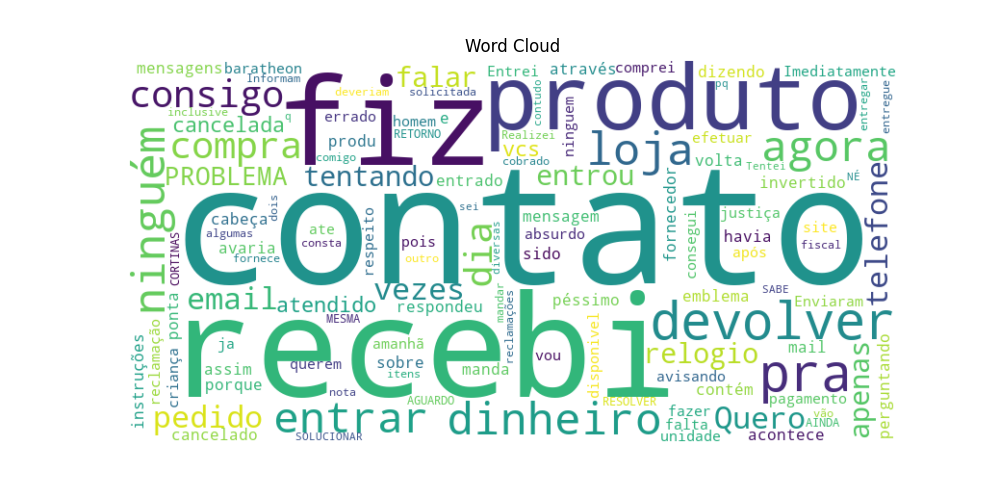 Word Cloud
mensagens
baratheon
Informam
falar
Entrei
através
comprei
dizendo
Imediatamente
consigo
fiz
deveriam
solicitada
produto
pq
contudo
entregar
entregue
inclusive
q
errado
homem
e
vcs
Realizei
ninguem
loja
efetuar
agora
cancelada
compra
produ
RETORNO
comigo
cobrado
volta
Tentei
NÊ
ninguém
PROBLEMA
tentando
entrado
entrou
fornecedor
invertido
telefone
contato
cabeça
dois
algumas
ate
consta
respeito
pois
sei
mensagem
absurdo
consegui
justiça
havia
site
CORTINAS
avaria
fornece
outro
dia
diversas
sido
após
fiscal
email
atendido
vezes
respondeu
péssimo
emblema
SABE
Enviaram
recebi
MESMA
mandar
reclamações
devolver
instruções
reclamação
ponta
criança
ja
assim
porque
querem
amanhã
sobre
itens
manda
vou
disponivel
relogio
avisando
mail
contém
pra
apenas
perguntando
nota
AGUARDO
RESOLVER
pagamento
pedido
cancelado
entrar
SOLUCIONAR
dinheiro
fazer
falta
unidade
Quero
vão
AINDA
acontece